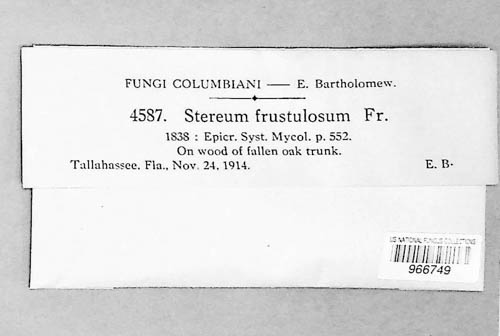 FUNGI COLUMBIANI — E. Bartholomew.
4587. Stereum frustulosum Fr.
1838 : Epicr. Syst. Mycol. p. 552.
On wood of fallen oak trunk.
Tallahassee, Fla., Nov. 24, 1914. E. B.
US NATIONAL FUNGUS COLLECTIONS
966749